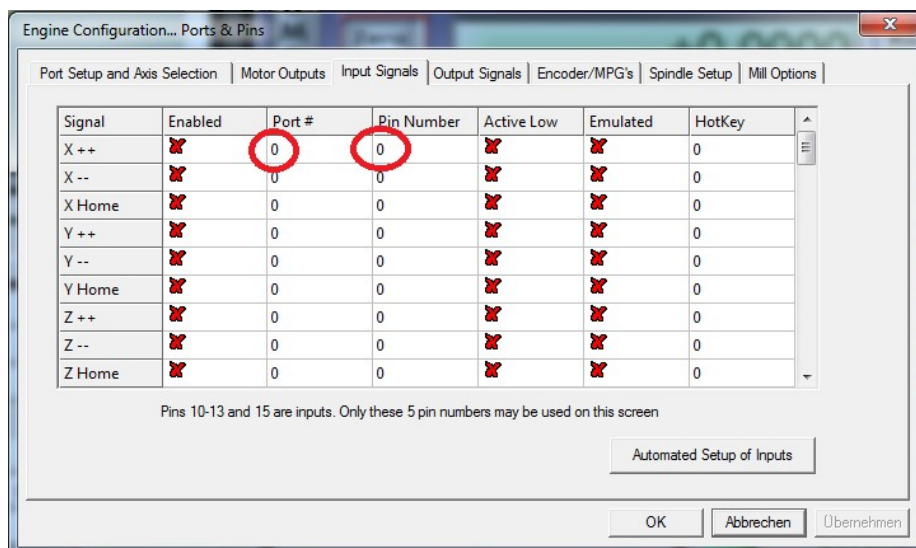 Engine Configuration... Ports & Pins
Port Setup and Axis Selection Motor Outputs Input Signals Output Signals Encoder/MPG's Spindle Setup Mill Options
Signal Enabled Port # Pin Number Active Low Emulated HotKey
X ++ 0 0 0
X -- 0 0 0
X Home 0 0 0
Y ++ 0 0 0
Y -- 0 0 0
Y Home 0 0 0
Z ++ 0 0 0
Z -- 0 0 0
Z Home 0 0 0
Pins 10-13 and 15 are inputs. Only these 5 pin numbers may be used on this screen
Automated Setup of Inputs
OK Abbrechen Übernehmen